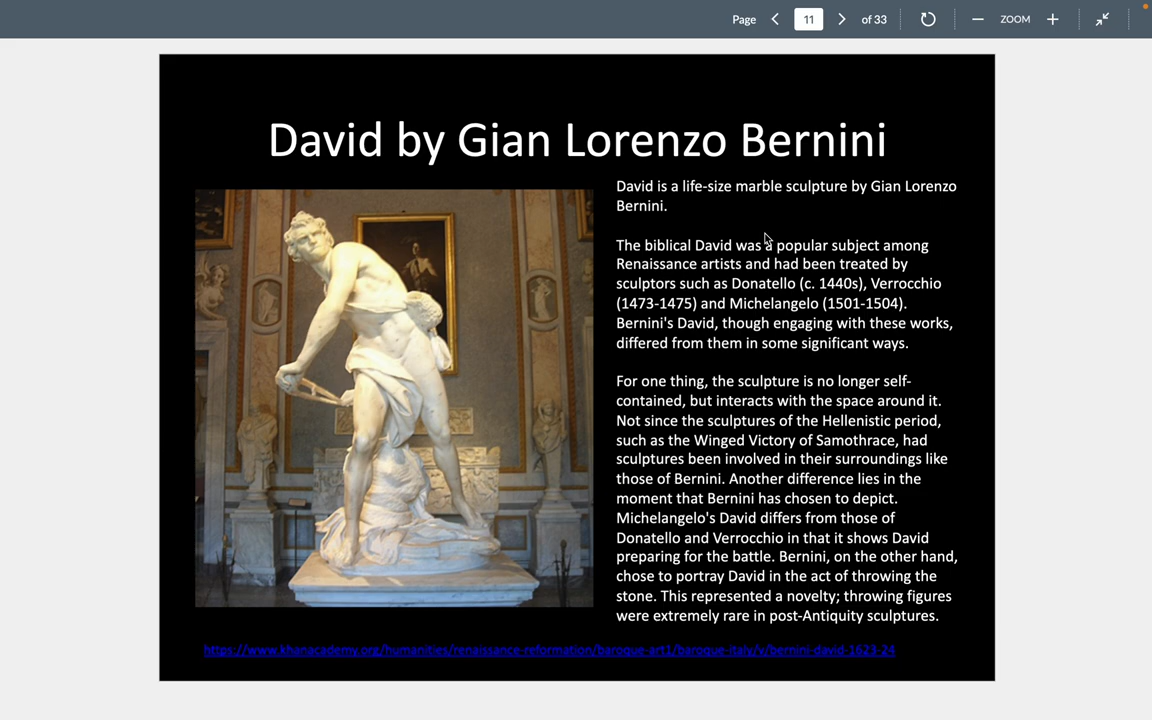 Page 11 of 33 ZOOM
David by Gian Lorenzo Bernini
David is a life-size marble sculpture by Gian Lorenzo
Bernini.
The biblical David was a popular subject among
Renaissance artists and had been treated by
sculptors such as Donatello (c. 1440s), Verrocchio
(1473-1475) and Michelangelo (1501-1504).
Bernini's David, though engaging with these works,
differed from them in some significant ways.
For one thing, the sculpture is no longer self-
contained, but interacts with the space around it.
Not since the sculptures of the Hellenistic period,
such as the Winged Victory of Samothrace, had
sculptures been involved in their surroundings like
those of Bernini. Another difference lies in the
moment that Bernini has chosen to depict.
Michelangelo's David differs from those of
Donatello and Verrocchio in that it shows David
preparing for the battle. Bernini, on the other hand,
chose to portray David in the act of throwing the
stone. This represented a novelty; throwing figures
were extremely rare in post-Antiquity sculptures.
https://www.khanacademy.org/humanities/renaissance-reformation/baroque-art1/baroque-italy/v/bernini-david-1623-24